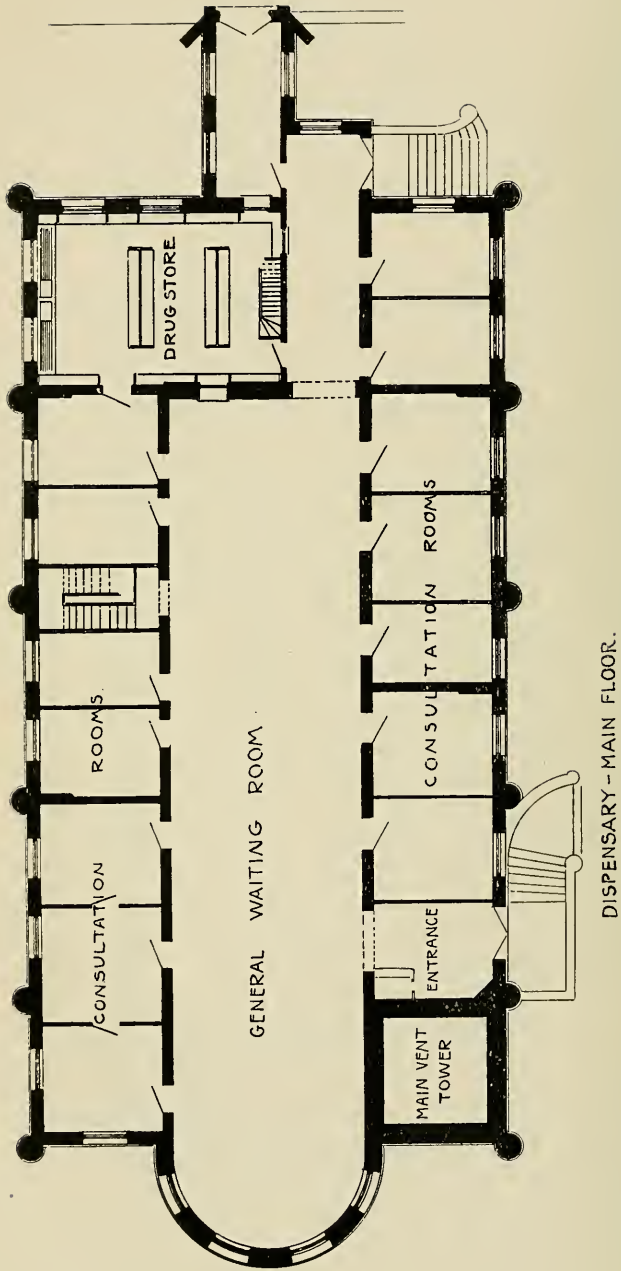 DRUG STORE
CONSULTATION ROOMS.
GENERAL WAITING ROOM.
CONSULTATION ROOMS
ENTRANCE
MAIN VENT
TOWER
DISPENSARY - MAIN FLOOR.